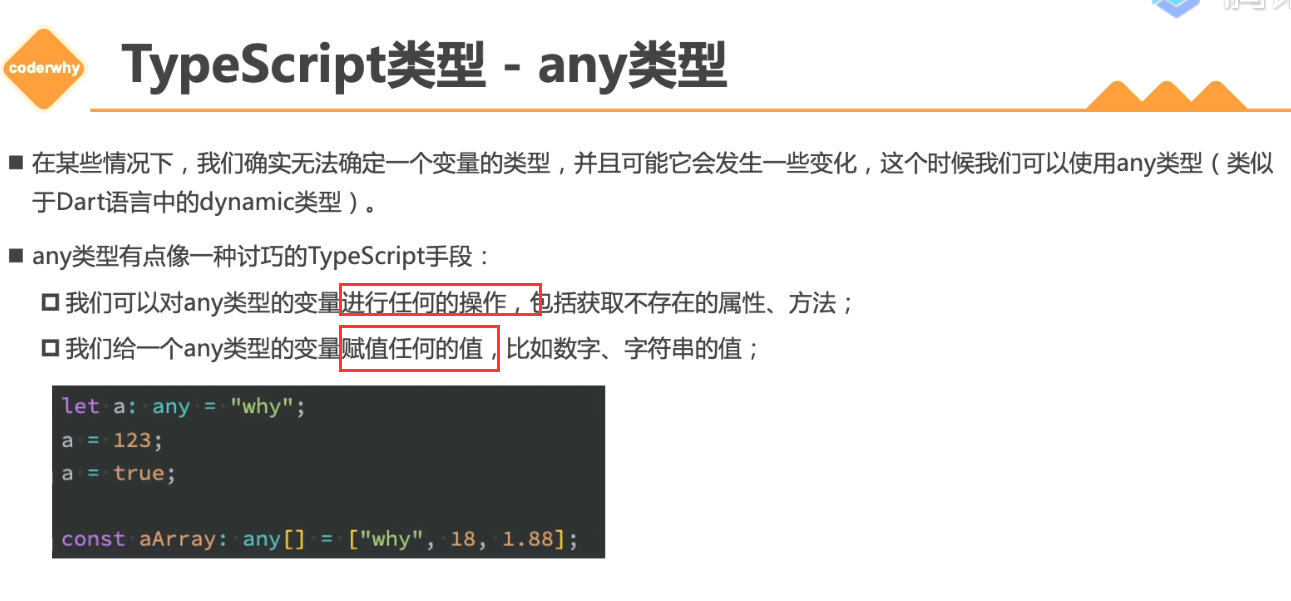 coderwhy
TypeScript类型 - any类型
在某些情况下，我们确实无法确定一个变量的类型，并且可能它会发生一些变化，这个时候我们可以使用any类型（类似
于Dart语言中的dynamic类型）。
any类型有点像一种讨巧的TypeScript手段：
我们可以对any类型的变量进行任何的操作，包括获取不存在的属性、方法；
我们给一个any类型的变量赋值任何的值，比如数字、字符串的值；
let a: any = "why";
a = 123;
a = true;
const aArray: any[] = ["why", 18, 1.88];